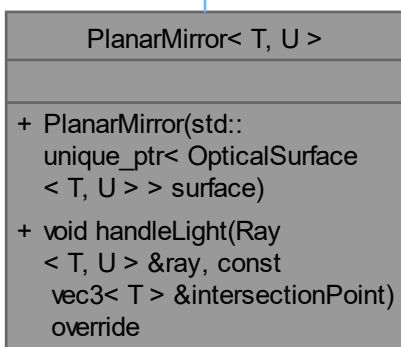 PlanarMirror< T, U >
+ PlanarMirror(std::
unique_ptr< OpticalSurface
< T, U > > surface)
+ void handleLight(Ray
< T, U > &ray, const
vec3< T > &intersectionPoint)
override